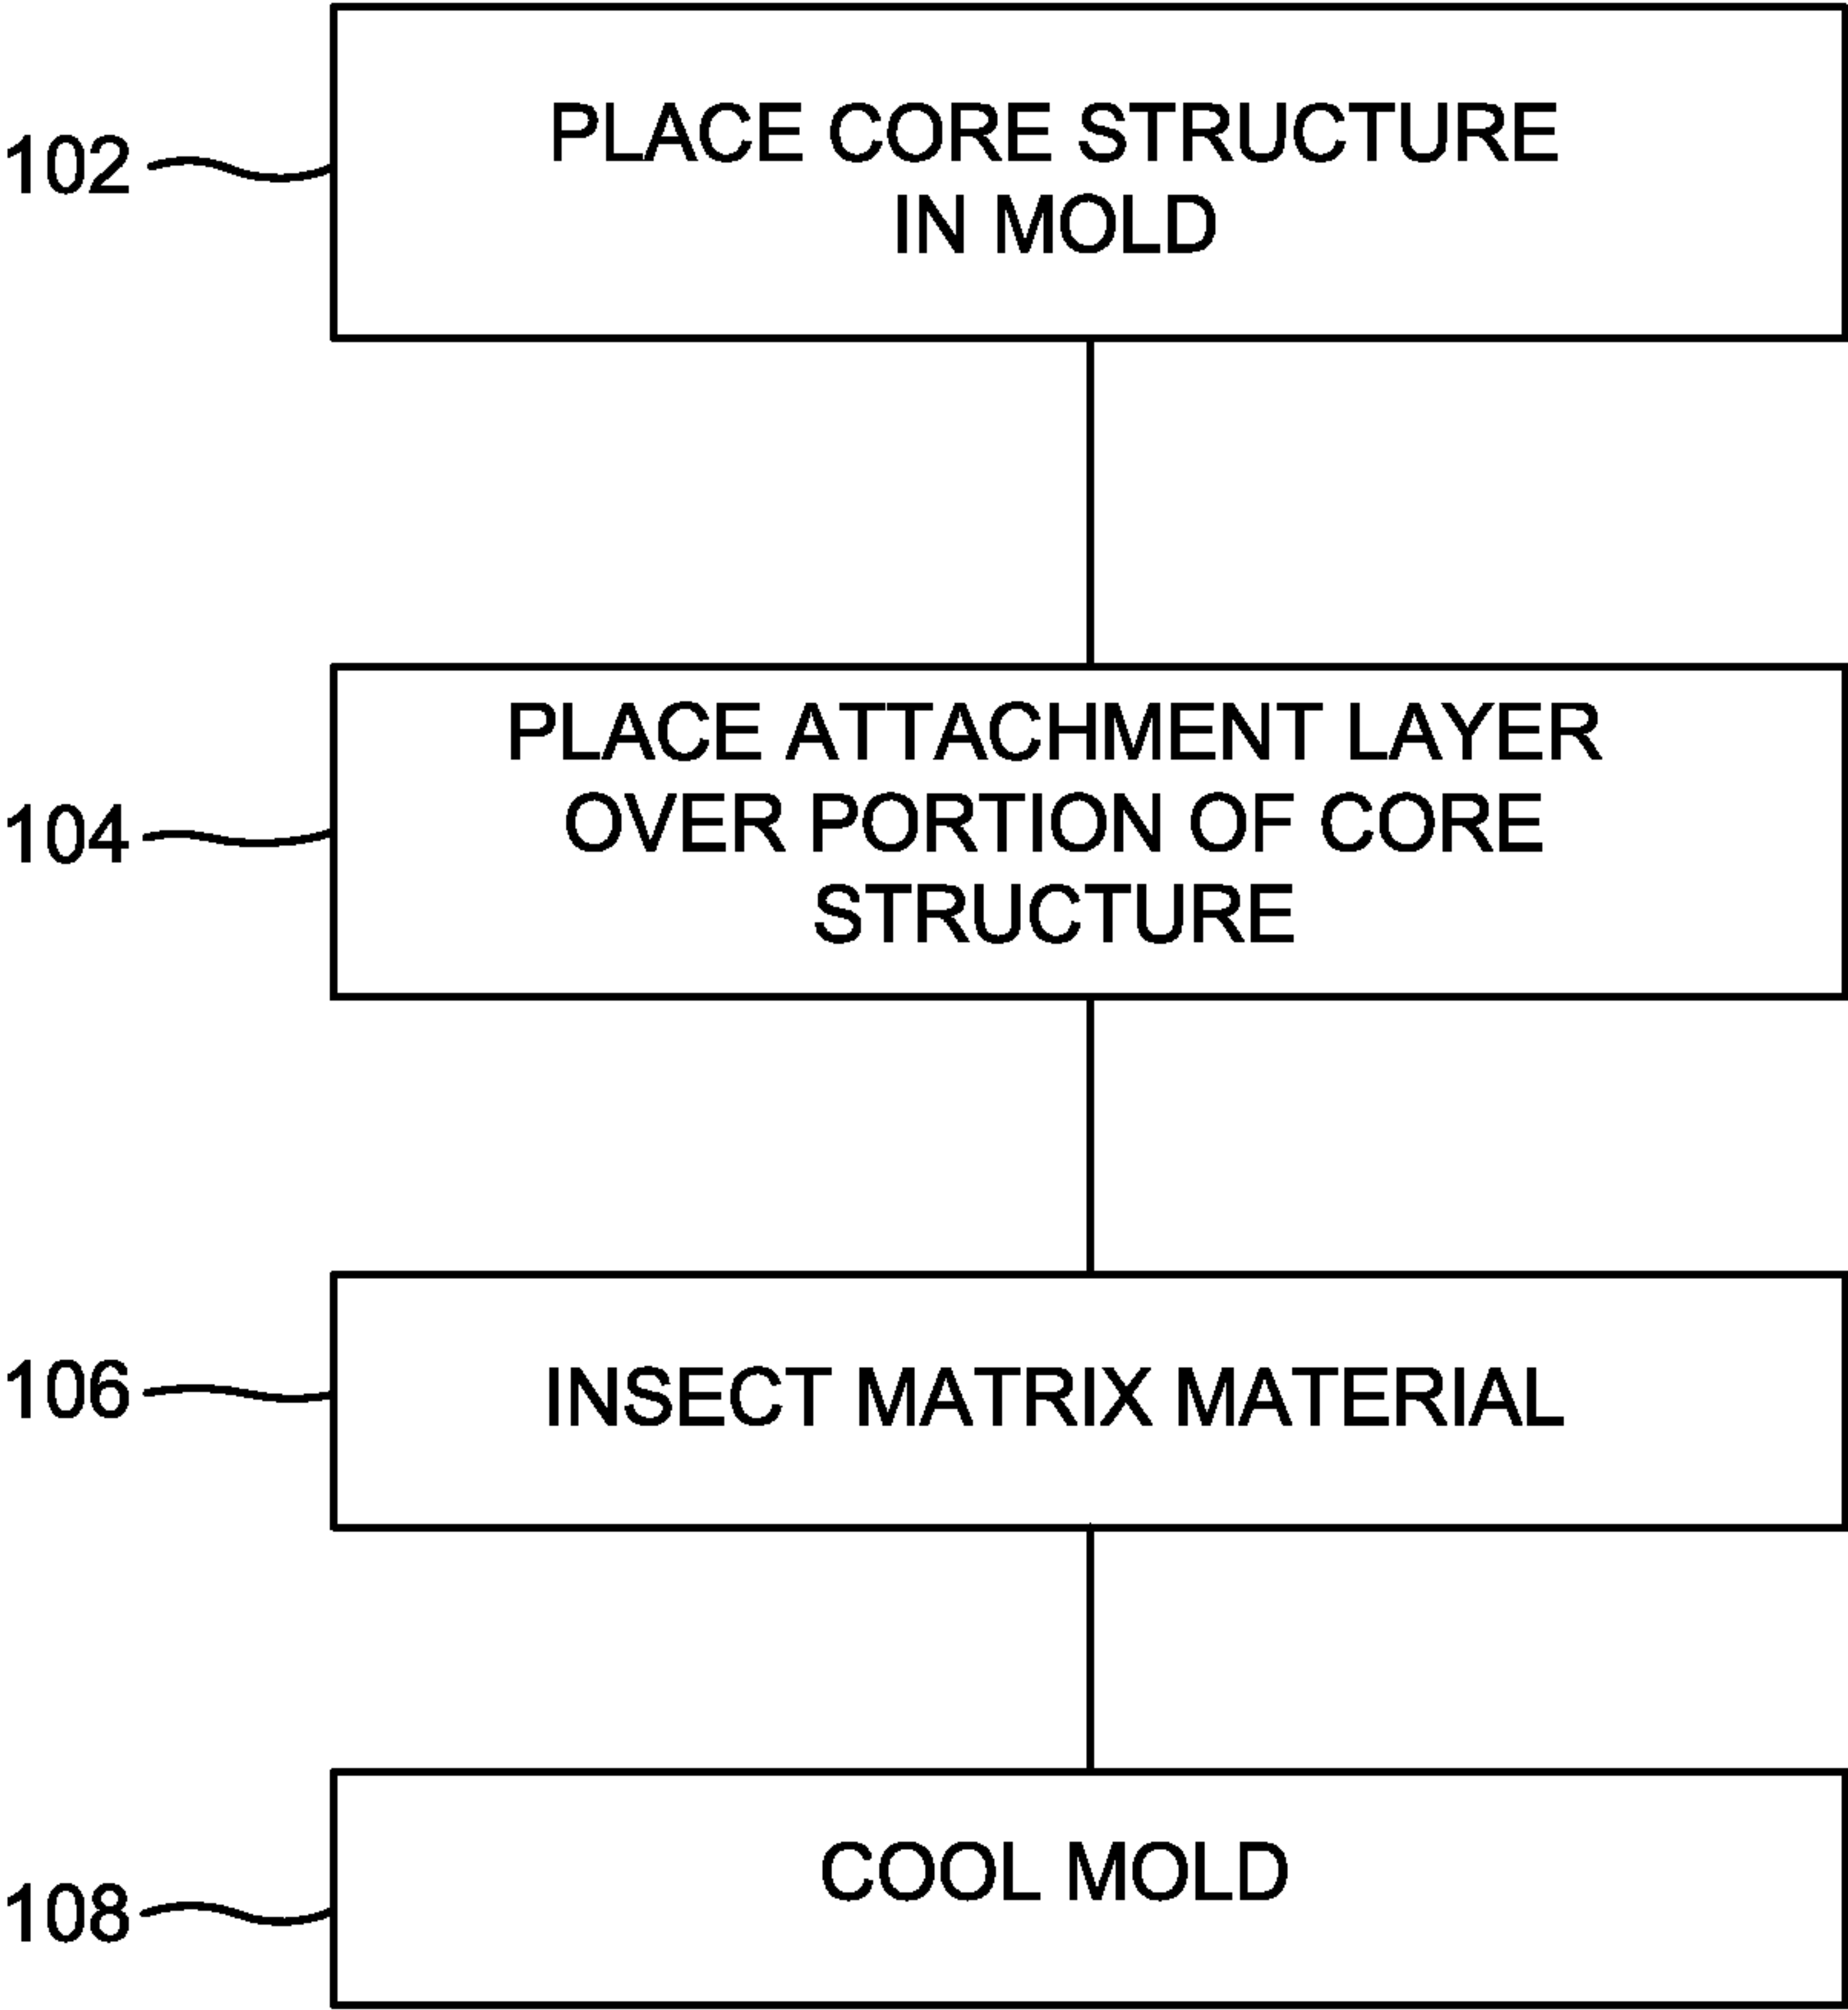 102
PLACE CORE STRUCTURE
IN MOLD
104
PLACE ATTACHMENT LAYER
OVER PORTION OF CORE
STRUCTURE
106
INSECT MATRIX MATERIAL
108
COOL MOLD